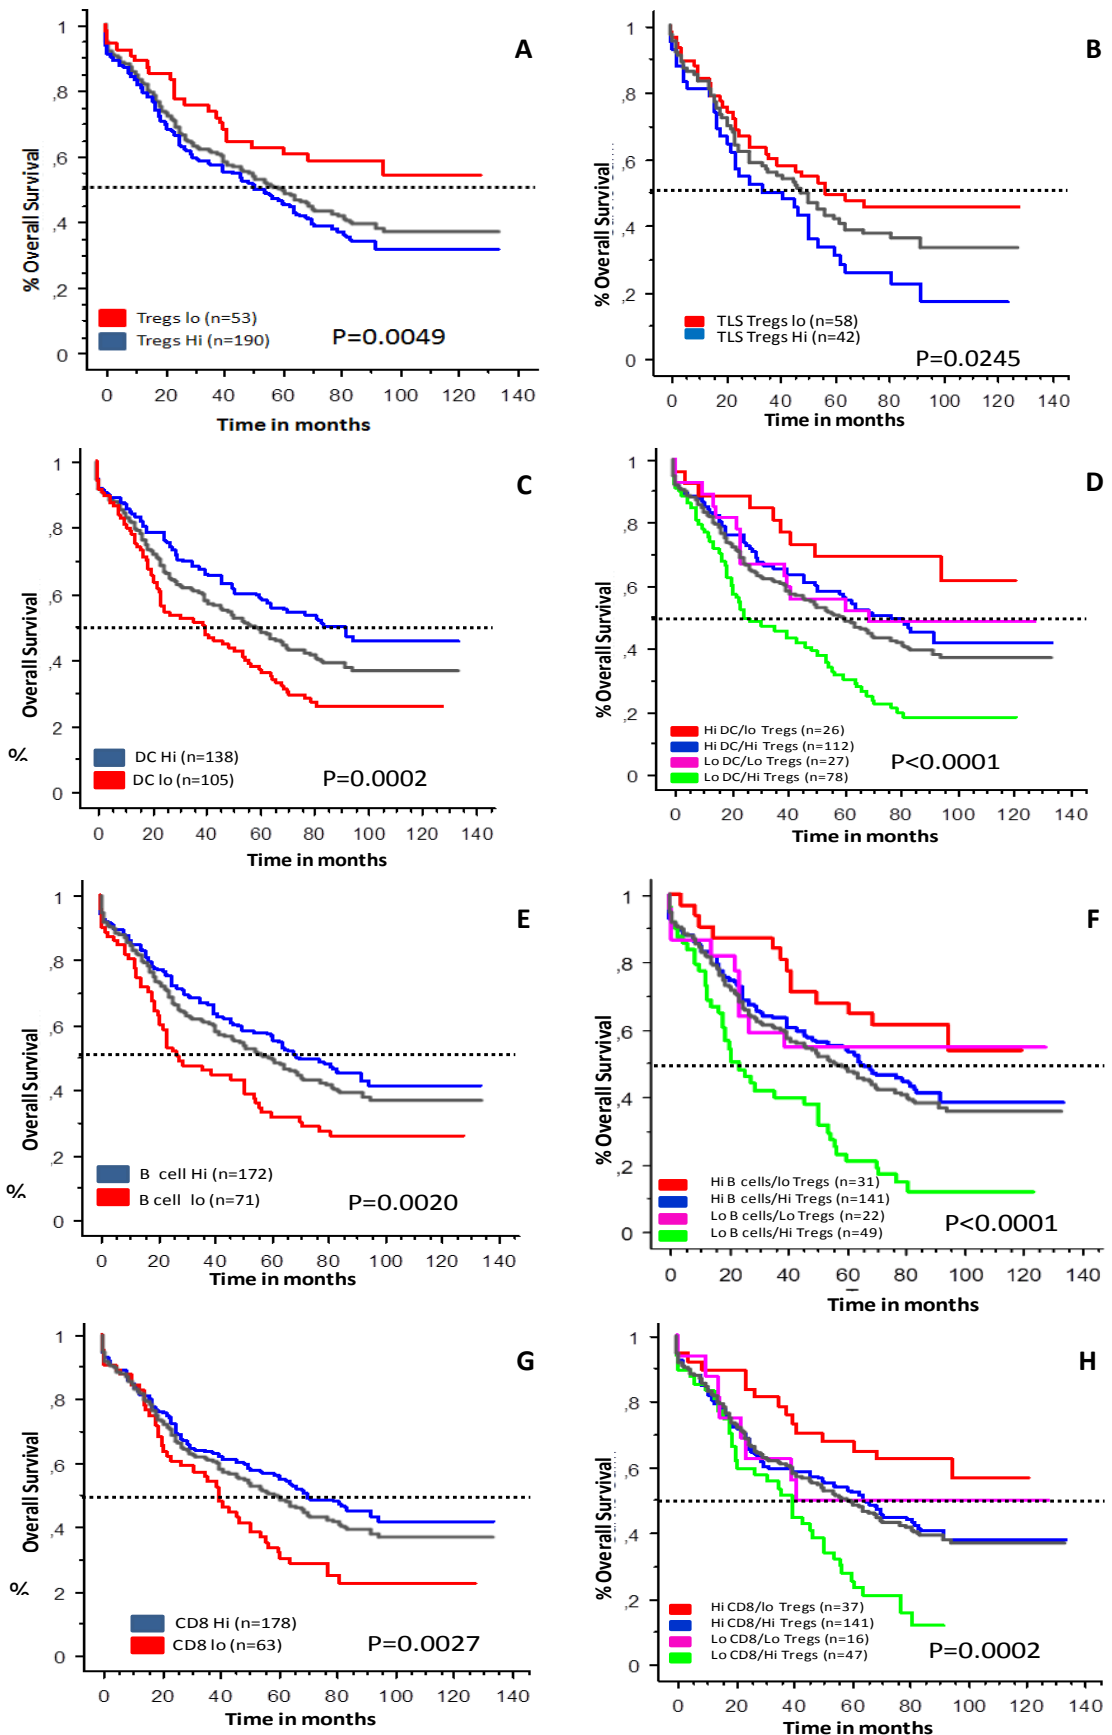 A
% Overall Survival
1
,8
,6
,4
,2
0
Tregs lo (n=53)
Tregs Hi (n=190)
P=0.0049
0 20 40 60 80 100 120 140
Time in months
B
% Overall Survival
1
,8
,6
,4
,2
0
TLS Tregs lo (n=58)
TLS Tregs Hi (n=42)
P=0.0245
0 20 40 60 80 100 120 140
Time in months
C
% Overall Survival
1
,8
,6
,4
,2
0
DC Hi (n=138)
DC lo (n=105)
P=0.0002
0 20 40 60 80 100 120 140
Time in months
D
% Overall Survival
1
,8
,6
,4
,2
0
Hi DC/lo Tregs (n=26)
Hi DC/Hi Tregs (n=112)
Lo DC/Lo Tregs (n=27)
Lo DC/Hi Tregs (n=78)
P<0.0001
0 20 40 60 80 100 120 140
Time in months
E
% Overall Survival
1
,8
,6
,4
,2
0
B cell Hi (n=172)
B cell lo (n=71)
P=0.0020
0 20 40 60 80 100 120 140
Time in months
F
% Overall Survival
1
,8
,6
,4
,2
0
Hi B cells/lo Tregs (n=31)
Hi B cells/Hi Tregs (n=141)
Lo B cells/Lo Tregs (n=22)
Lo B cells/Hi Tregs (n=49)
P<0.0001
0 20 40 60 80 100 120 140
Time in months
G
% Overall Survival
1
,8
,6
,4
2
0
CD8 Hi (n=178)
CD8 lo (n=63)
P=0.0027
0 20 40 60 80 100 120 140
Time in months
H
% Overall Survival
1
,8
,6
,4
,2
0
Hi CD8/lo Tregs (n=37)
Hi CD8/Hi Tregs (n=141)
Lo CD8/Lo Tregs (n=16)
Lo CD8/Hi Tregs (n=47)
P=0.0002
0 20 40 60 80 100 120 140
Time in months